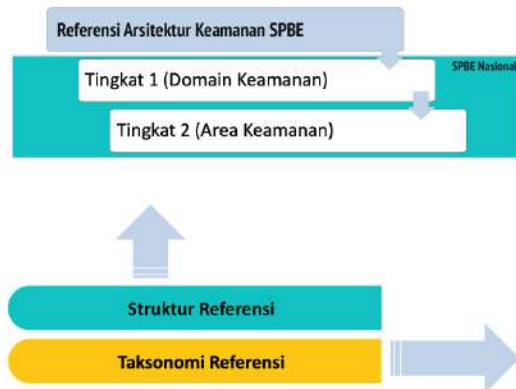 Referensi Arsitektur Keamanan SPBE
SPBE Nasional
Tingkat 1 (Domain Keamanan)
Tingkat 2 (Area Keamanan)
Struktur Referensi
Taksonomi Referensi